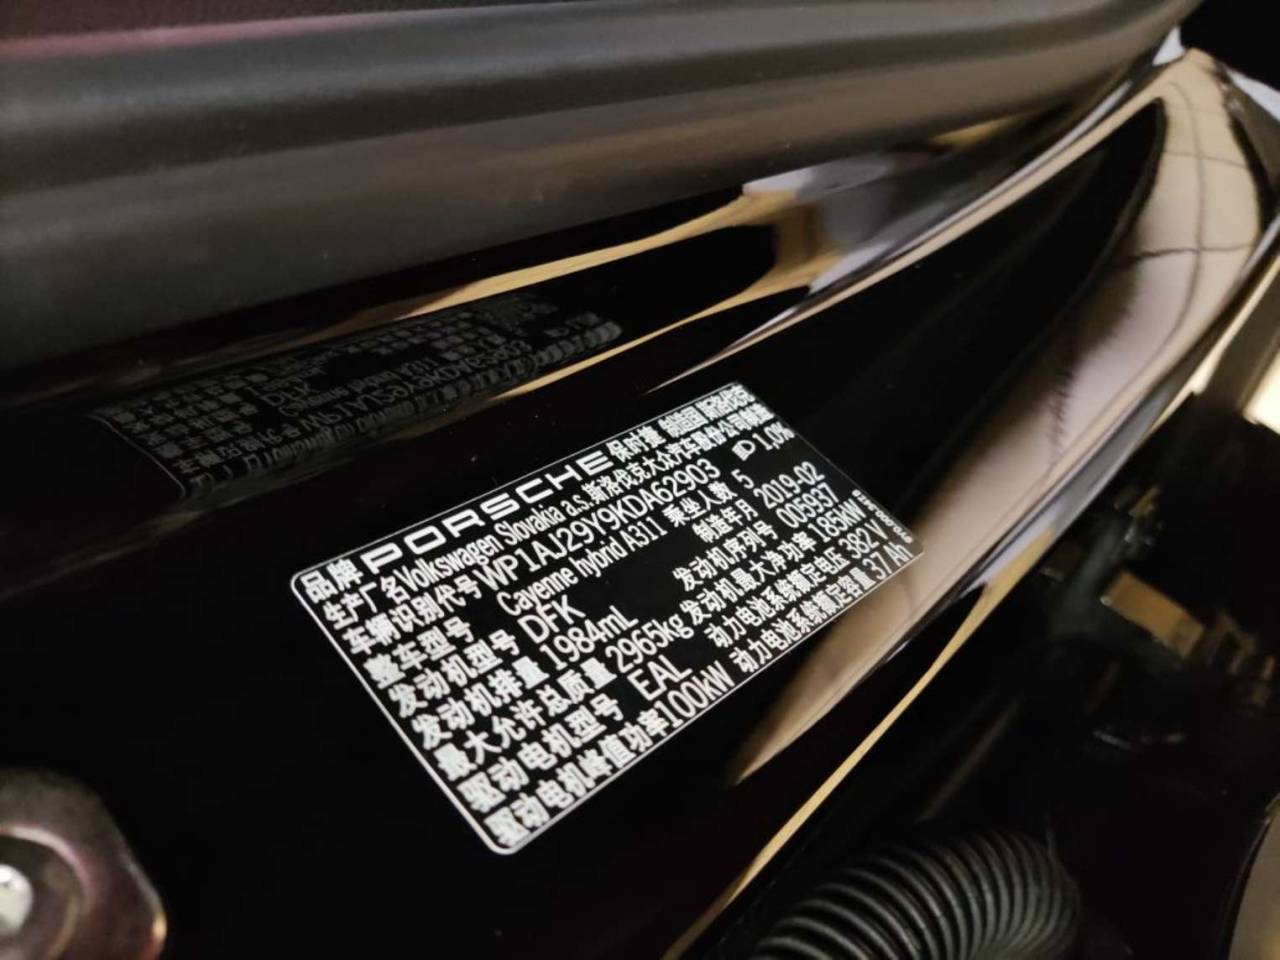 品牌 PORSCHE 保时捷 制造国 斯洛伐克
生产厂名 Volkswagen Slovakia a.s. 斯洛伐克大众汽车股份公司制造
车辆识别代号 WP1AJ29Y9KDA62903 1,0%
整车型号 Cayenne hybrid A311 乘坐人数 5
发动机型号 DFK 制造年月 2019-02
发动机排量 1984mL 发动机序列号 005937
最大允许总质量 2965kg 发动机最大净功率 185kW
驱动电机型号 EAL 动力电池系统额定电压 382V
驱动电机峰值功率 100kW 动力电池系统额定容量 37Ah